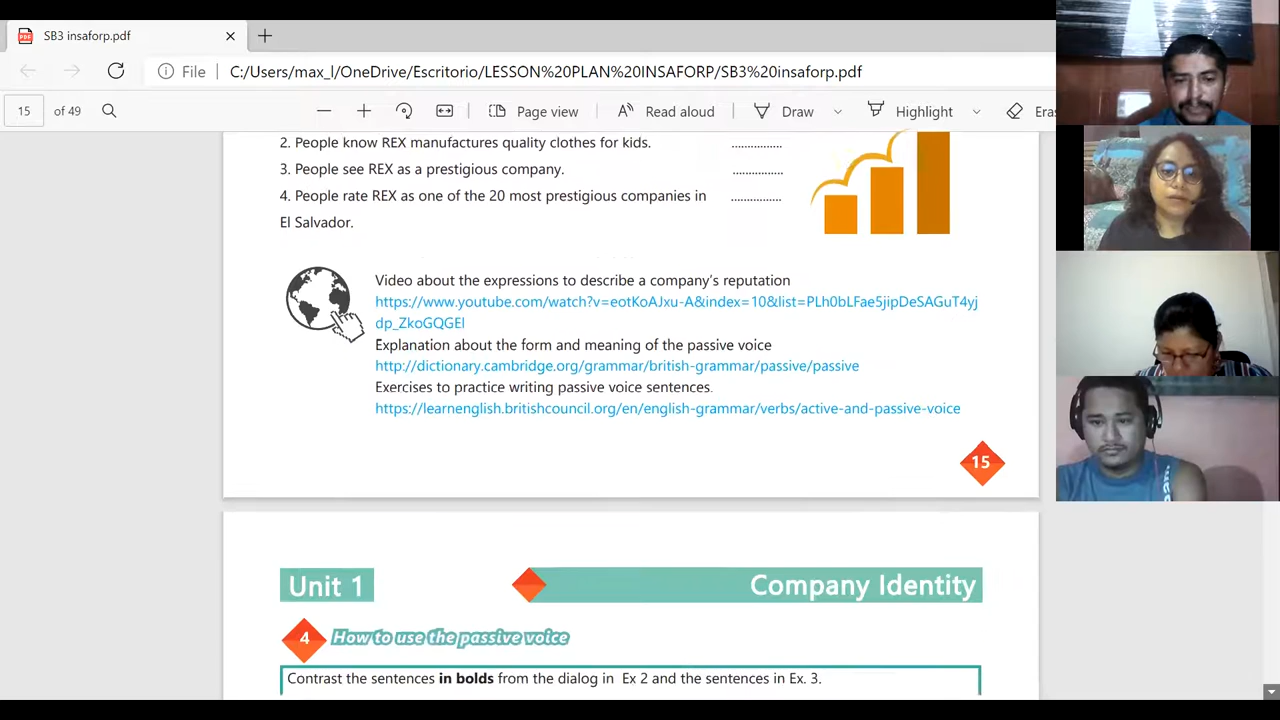 SB3 insaforp.pdf
File C:/Users/max_l/OneDrive/Escritorio/LESSON%20PLAN%20INSAFORP/SB3%20insaforp.pdf
15 of 49 Page view Read aloud Draw Highlight Eras
2. People know REX manufactures quality clothes for kids. ...............
3. People see REX as a prestigious company. ...............
4. People rate REX as one of the 20 most prestigious companies in ...............
El Salvador.
Video about the expressions to describe a company's reputation
https://www.youtube.com/watch?v=eotKoAJxu-A&index=10&list=PLh0bLFae5jipDeSAGuT4yj
dp_ZkoGQGEl
Explanation about the form and meaning of the passive voice
http://dictionary.cambridge.org/grammar/british-grammar/passive/passive
Exercises to practice writing passive voice sentences.
https://learnenglish.britishcouncil.org/en/english-grammar/verbs/active-and-passive-voice
15
Unit 1 Company Identity
4 How to use the passive voice
Contrast the sentences in bolds from the dialog in Ex 2 and the sentences in Ex. 3.